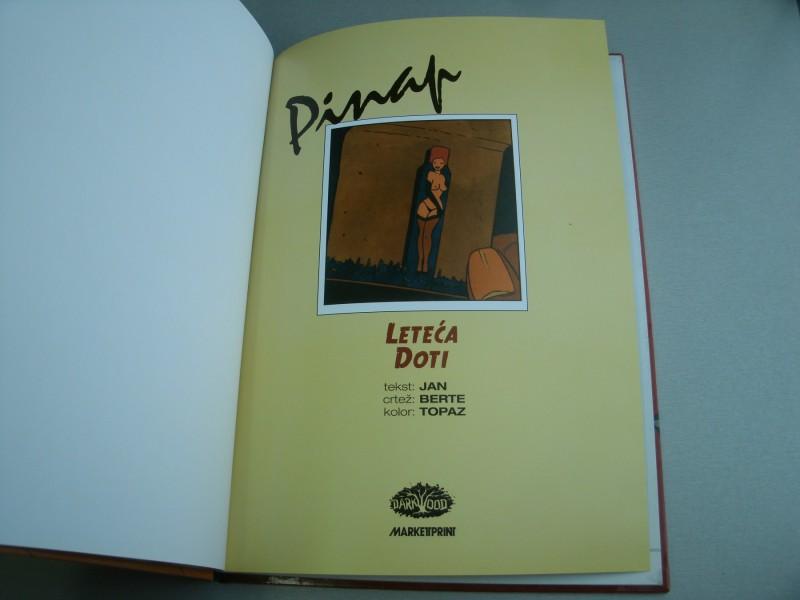 Pinap
LETEĆA
DOTI
tekst: JAN
crtež: BERTE
kolor: TOPAZ
DARKWOOD
MARKETPRINT